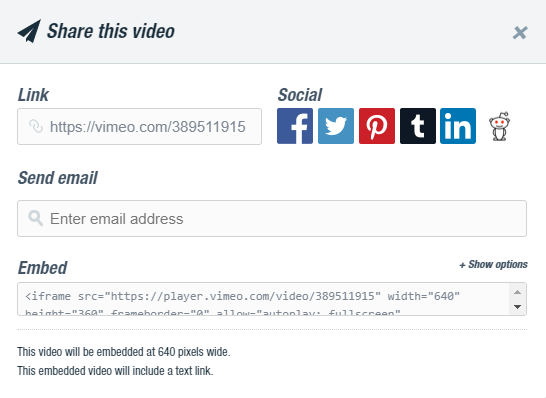 Share this video
Link
Social
https://vimeo.com/389511915
Send email
Enter email address
Embed
+ Show options
<iframe src="https://player.vimeo.com/video/389511915" width="640"
height="360" frameborder="0" allow="autoplay; fullscreen"
This video will be embedded at 640 pixels wide.
This embedded video will include a text link.